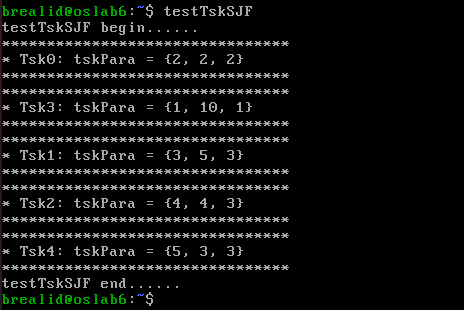 brealid@oslab6:~$ testTskSJF
testTskSJF begin......
********************************
* Tsk0: tskPara = {2, 2, 2}
********************************
********************************
* Tsk3: tskPara = {1, 10, 1}
********************************
********************************
* Tsk1: tskPara = {3, 5, 3}
********************************
********************************
* Tsk2: tskPara = {4, 4, 3}
********************************
********************************
* Tsk4: tskPara = {5, 3, 3}
********************************
testTskSJF end......
brealid@oslab6:~$